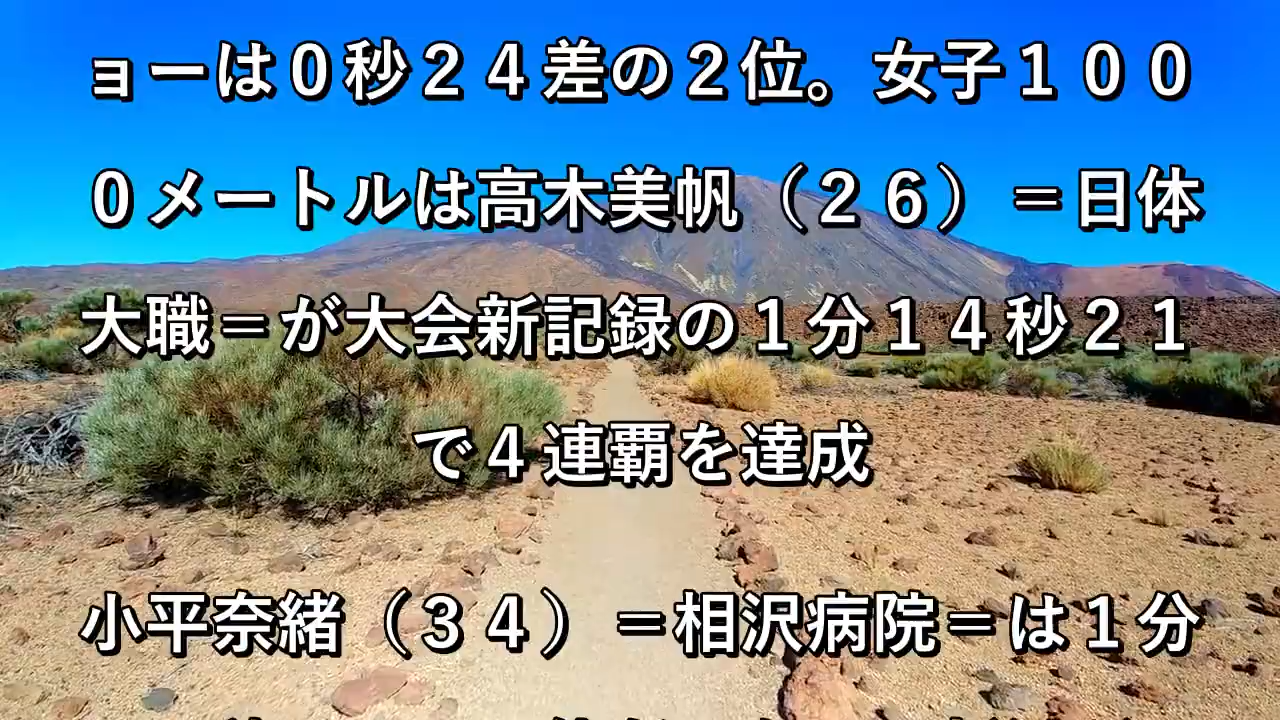 ョーは０秒２４差の２位。女子１００
０メートルは高木美帆（２６）＝日体
大職＝が大会新記録の１分１４秒２１
で４連覇を達成
小平奈緒（３４）＝相沢病院＝は１分